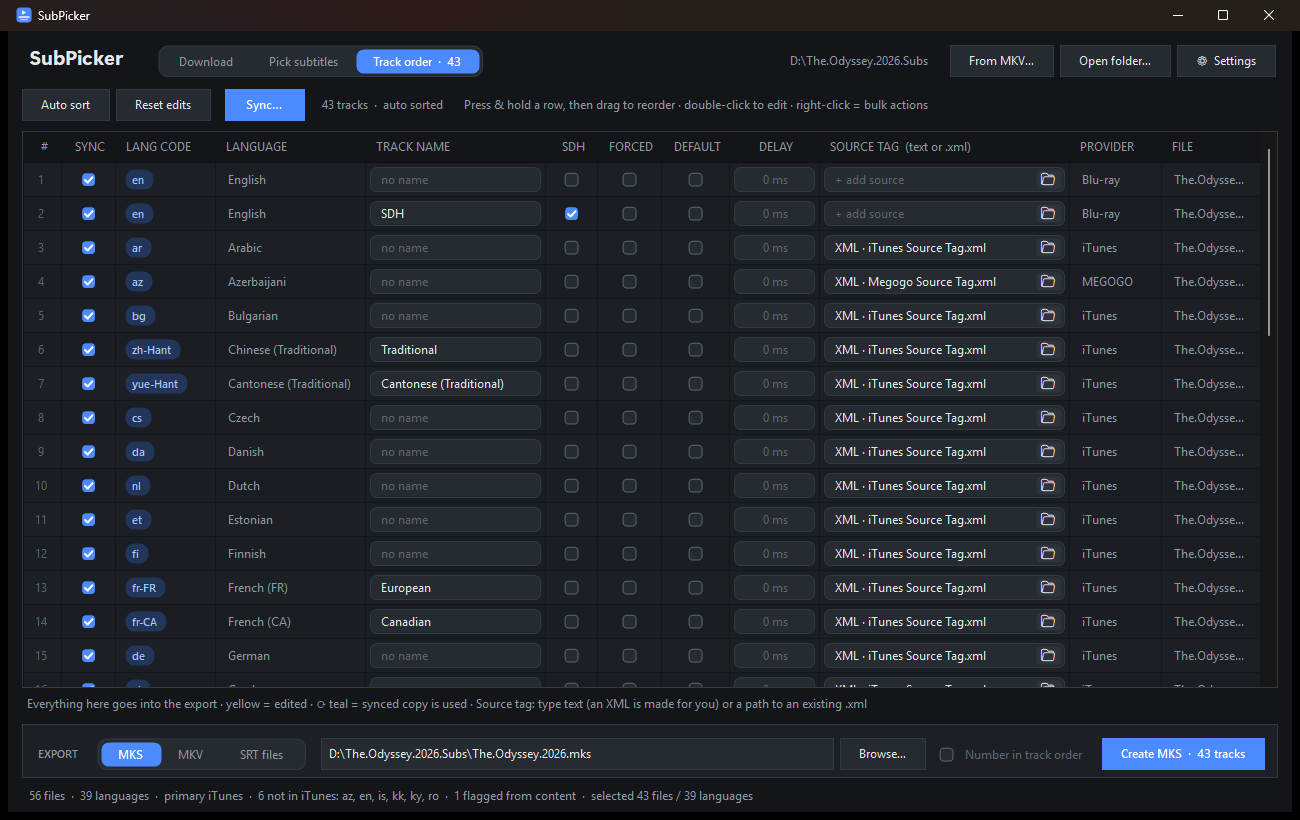 SubPicker
SubPicker Download Pick subtitles Track order · 43 D:\The.Odyssey.2026.Subs From MKV... Open folder... Settings
Auto sort Reset edits Sync... 43 tracks · auto sorted Press & hold a row, then drag to reorder · double-click to edit · right-click = bulk actions
# SYNC LANG CODE LANGUAGE TRACK NAME SDH FORCED DEFAULT DELAY SOURCE TAG (text or .xml) PROVIDER FILE
1 en English no name 0 ms + add source Blu-ray The.Odysse...
2 en English SDH 0 ms + add source Blu-ray The.Odysse...
3 ar Arabic no name 0 ms XML · iTunes Source Tag.xml iTunes The.Odysse...
4 az Azerbaijani no name 0 ms XML · Megogo Source Tag.xml MEGOGO The.Odysse...
5 bg Bulgarian no name 0 ms XML · iTunes Source Tag.xml iTunes The.Odysse...
6 zh-Hant Chinese (Traditional) Traditional 0 ms XML · iTunes Source Tag.xml iTunes The.Odysse...
7 yue-Hant Cantonese (Traditional) Cantonese (Traditional) 0 ms XML · iTunes Source Tag.xml iTunes The.Odysse...
8 cs Czech no name 0 ms XML · iTunes Source Tag.xml iTunes The.Odysse...
9 da Danish no name 0 ms XML · iTunes Source Tag.xml iTunes The.Odysse...
10 nl Dutch no name 0 ms XML · iTunes Source Tag.xml iTunes The.Odysse...
11 et Estonian no name 0 ms XML · iTunes Source Tag.xml iTunes The.Odysse...
12 fi Finnish no name 0 ms XML · iTunes Source Tag.xml iTunes The.Odysse...
13 fr-FR French (FR) European 0 ms XML · iTunes Source Tag.xml iTunes The.Odysse...
14 fr-CA French (CA) Canadian 0 ms XML · iTunes Source Tag.xml iTunes The.Odysse...
15 de German no name 0 ms XML · iTunes Source Tag.xml iTunes The.Odysse...
Everything here goes into the export · yellow = edited · ⟳ teal = synced copy is used · Source tag: type text (an XML is made for you) or a path to an existing .xml
EXPORT MKS MKV SRT files D:\The.Odyssey.2026.Subs\The.Odyssey.2026.mks Browse... Number in track order Create MKS · 43 tracks
56 files · 39 languages · primary iTunes · 6 not in iTunes: az, en, is, kk, ky, ro · 1 flagged from content · selected 43 files / 39 languages